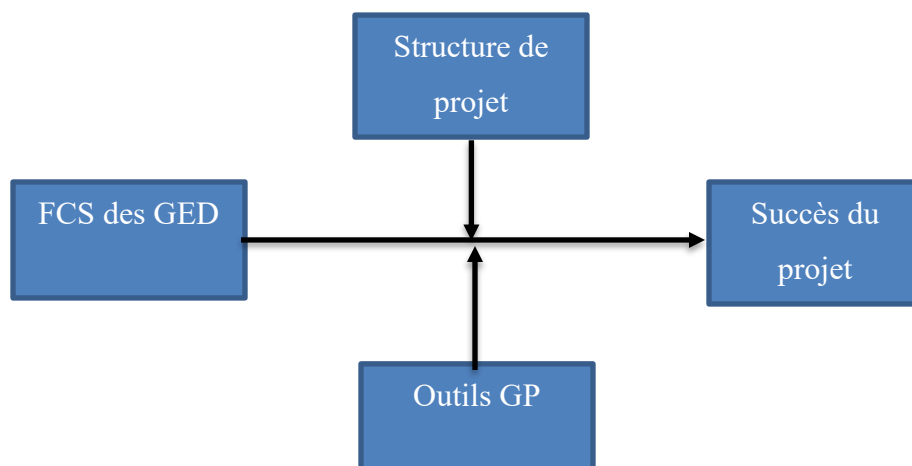 Structure de
projet
FCS des GED
Succès du
projet
Outils GP